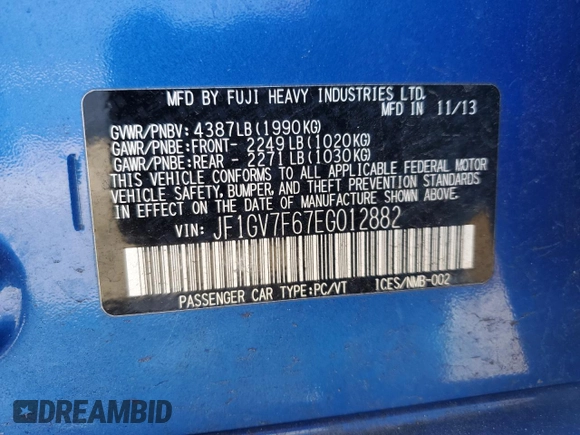 MFD BY FUJI HEAVY INDUSTRIES LTD.
MFD IN 11/13
GVWR/PNBV: 4387LB(1990KG)
GAWR/PNBE:FRONT- 2249LB(1020KG)
GAWR/PNBE:REAR - 2271LB(1030KG)
THIS VEHICLE CONFORMS TO ALL APPLICABLE FEDERAL MOTOR
VEHICLE SAFETY, BUMPER, AND THEFT PREVENTION STANDARDS
IN EFFECT ON THE DATE OF MANUFACTURE SHOWN ABOVE.
VIN: JF1GV7F67EG012882
PASSENGER CAR TYPE:PC/VT ICES/NMB-002
DREAMBID